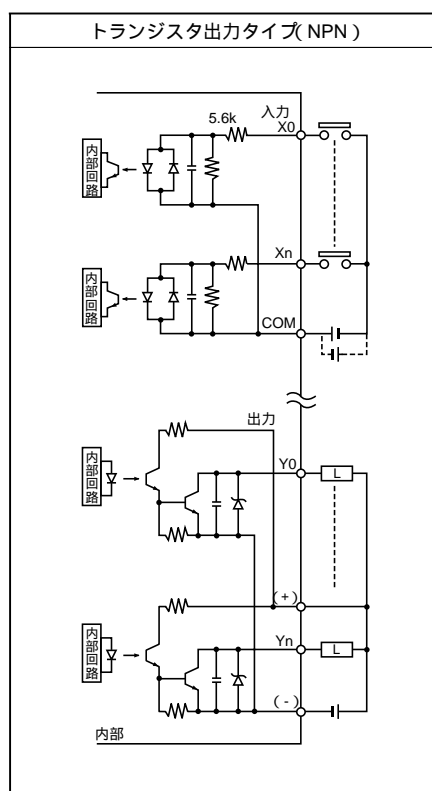 トランジスタ出力タイプ(NPN)
入力
5.6k
X0
内部回路
Xn
内部回路
COM
出力
Y0
内部回路
L
(+)
Yn
内部回路
L
(-)
内部